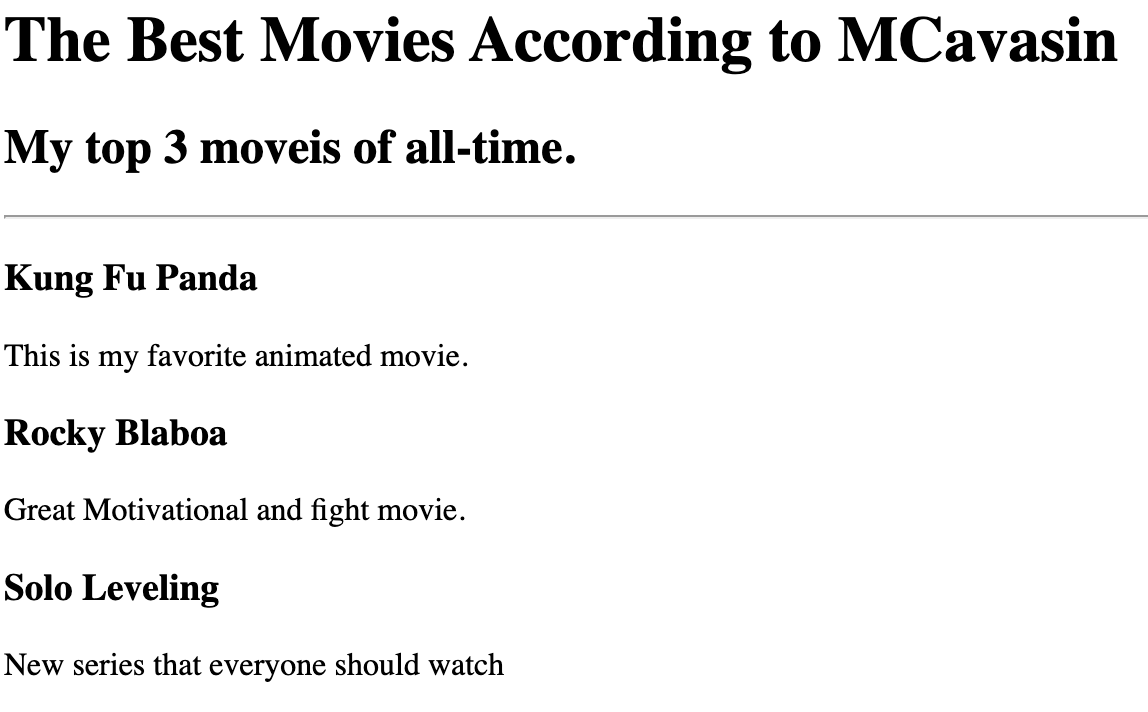 The Best Movies According to MCavasin
My top 3 moveis of all-time.
Kung Fu Panda
This is my favorite animated movie.
Rocky Blaboa
Great Motivational and fight movie.
Solo Leveling
New series that everyone should watch